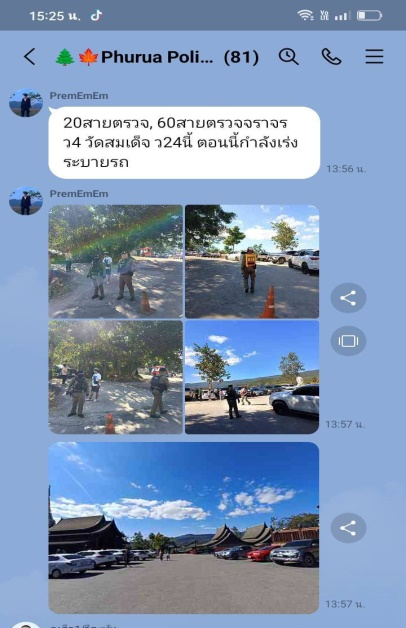 15:25 น.
Phurua Poli... (81)
PremEmEm
20สายตรวจ, 60สายตรวจจราจร
ว4 วัดสมเด็จ ว24นี้ ตอนนี้กำลังเร่ง
ระบายรถ
13:56 น.
PremEmEm
13:57 น.
13:57 น.